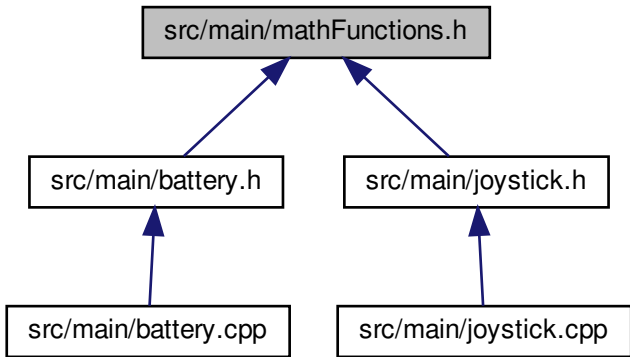 src/main/mathFunctions.h
src/main/battery.h
src/main/joystick.h
src/main/battery.cpp
src/main/joystick.cpp